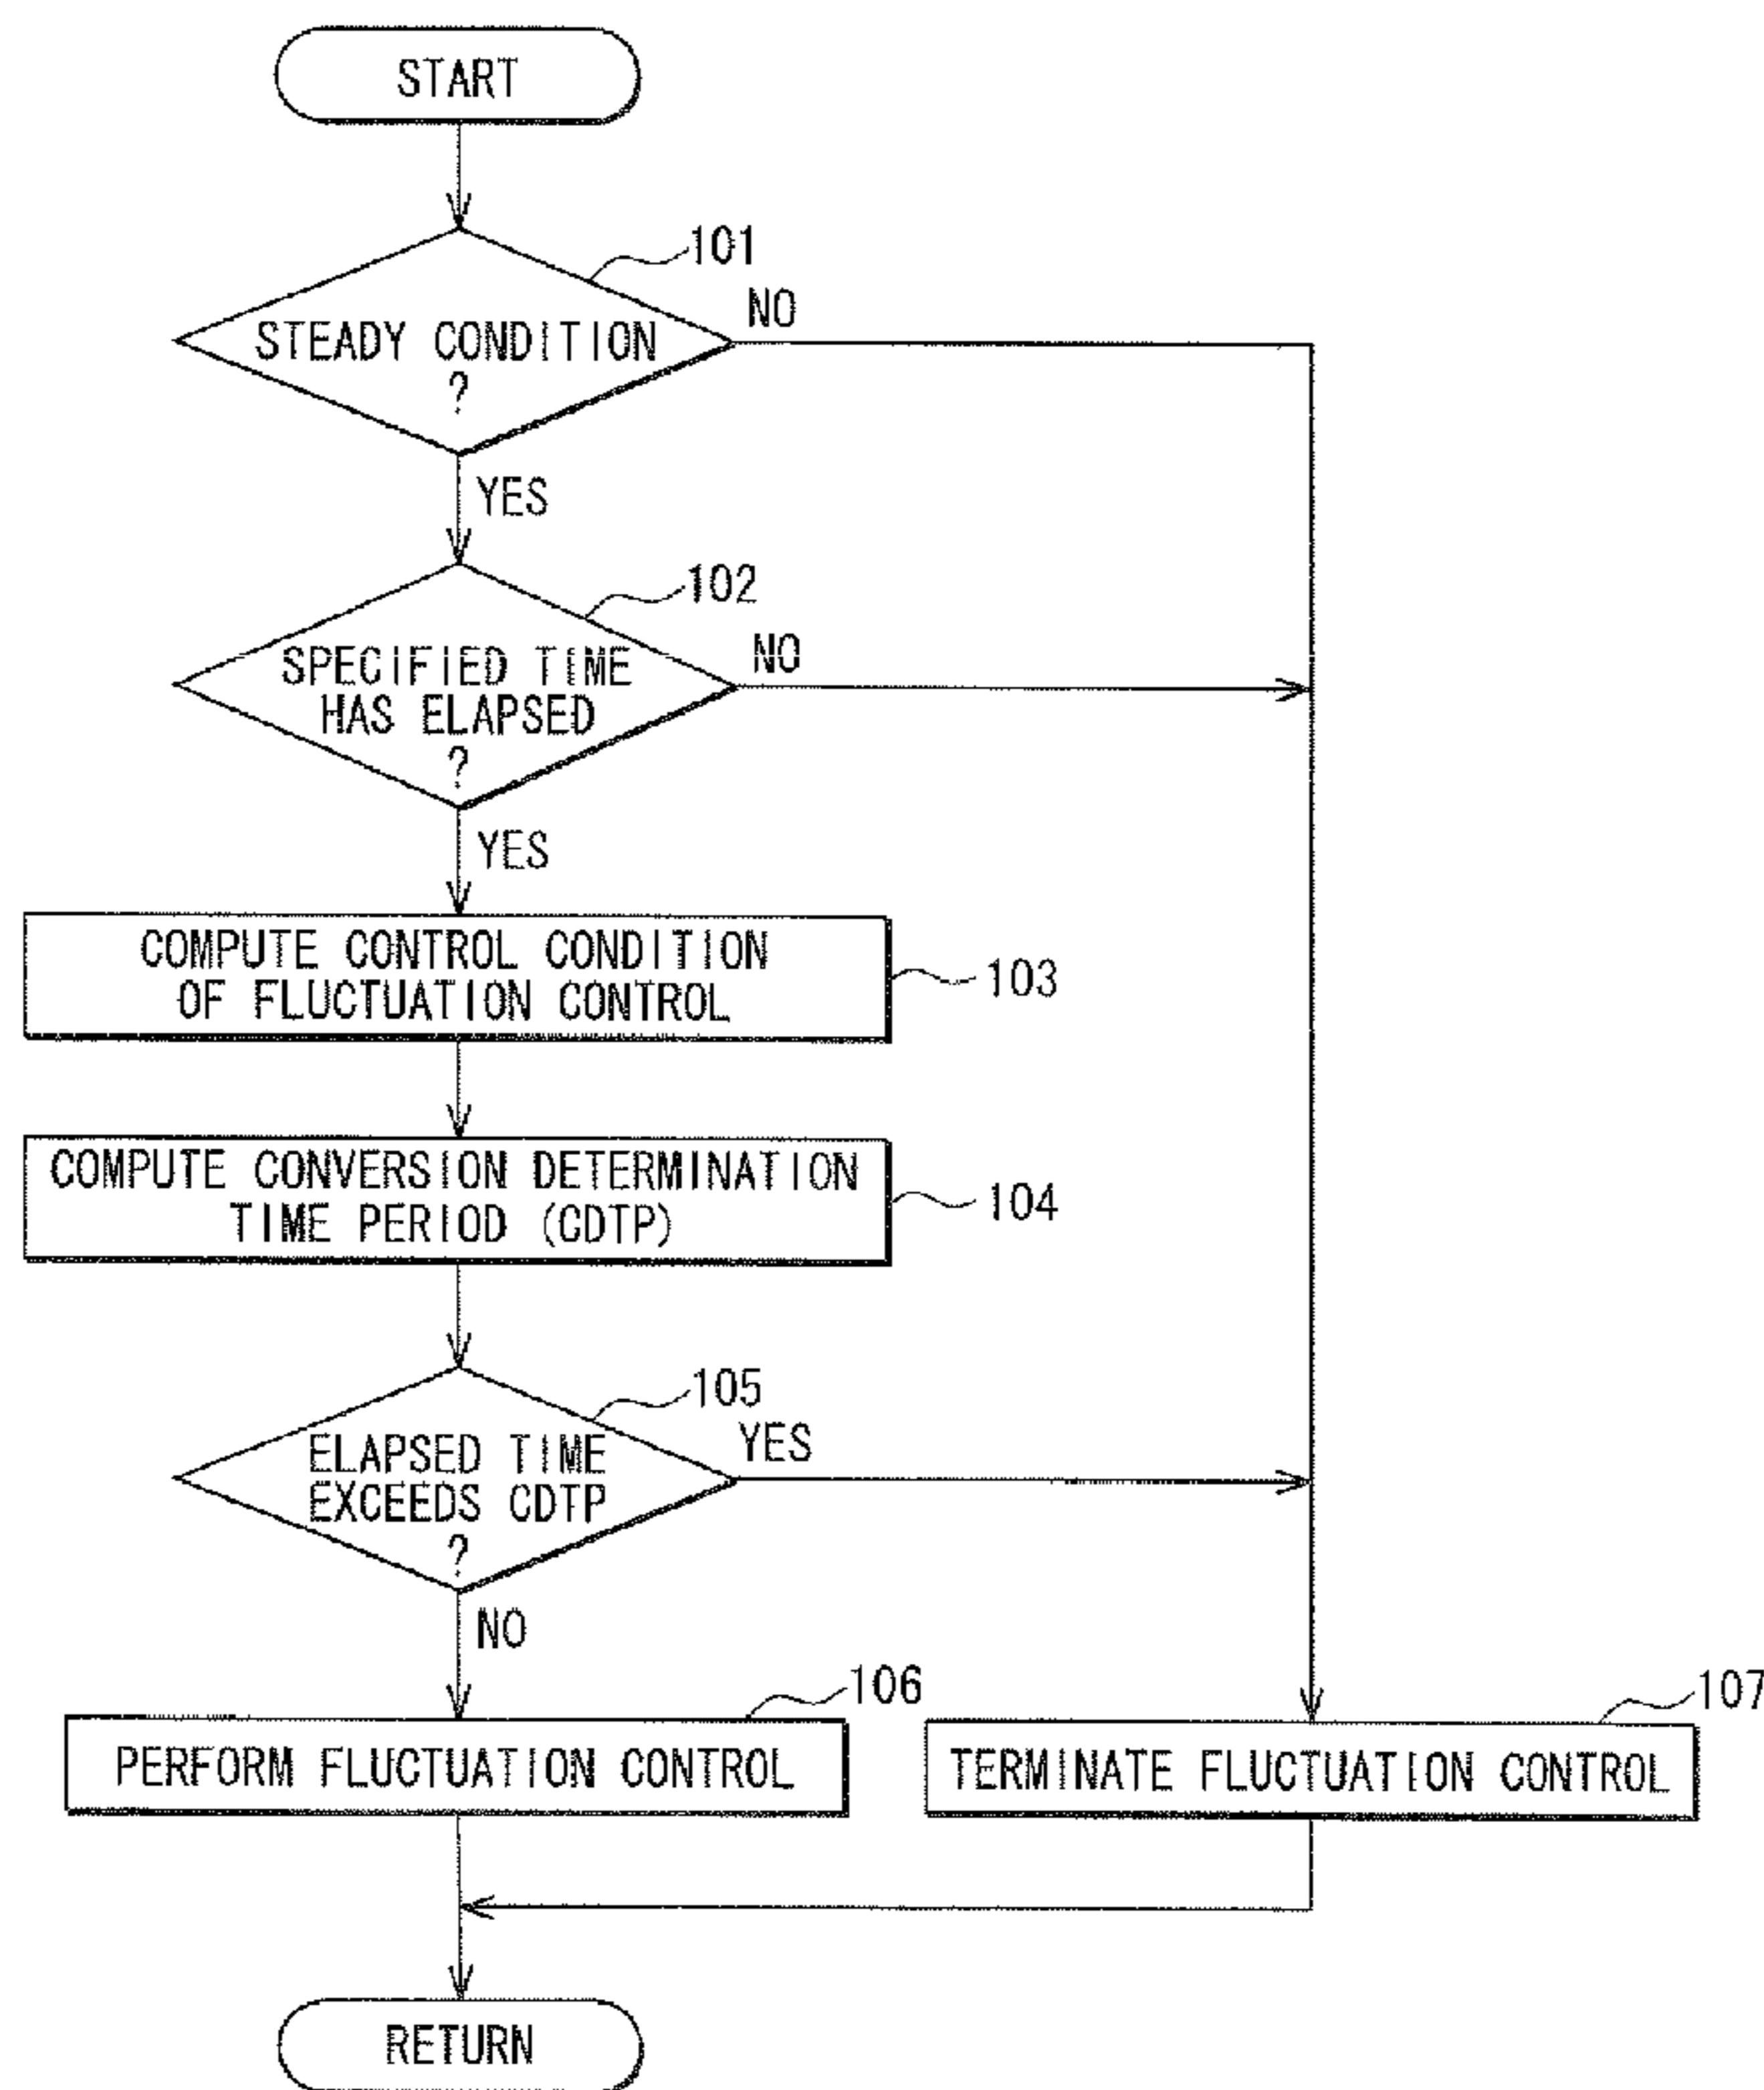 START
101
STEADY CONDITION
?
NO
YES
102
SPECIFIED TIME
HAS ELAPSED
?
NO
YES
COMPUTE CONTROL CONDITION
OF FLUCTUATION CONTROL
103
COMPUTE CONVERSION DETERMINATION
TIME PERIOD (CDTP)
104
105
ELAPSED TIME
EXCEEDS CDTP
?
YES
NO
106
PERFORM FLUCTUATION CONTROL
107
TERMINATE FLUCTUATION CONTROL
RETURN